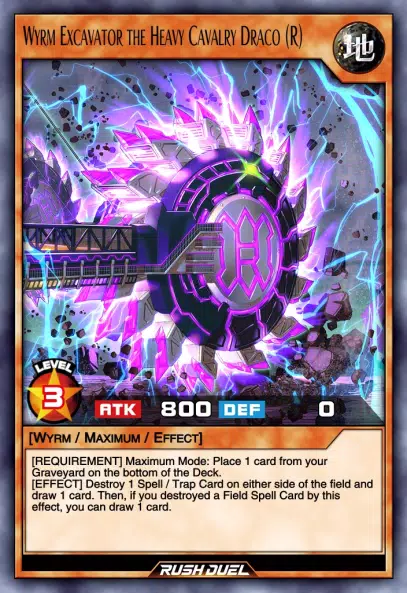 Wyrm Excavator the Heavy Cavalry Draco (R)
地
LEVEL
3
ATK 800 DEF 0
[Wyrm / Maximum / Effect]
[REQUIREMENT] Maximum Mode: Place 1 card from your
Graveyard on the bottom of the Deck.
[EFFECT] Destroy 1 Spell / Trap Card on either side of the field and
draw 1 card. Then, if you destroyed a Field Spell Card by this
effect, you can draw 1 card.
RUSH DUEL